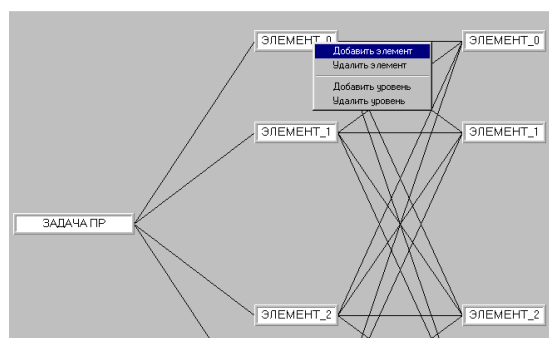 ЭЛЕМЕНТ_0
ЭЛЕМЕНТ_0
Добавить элемент
Удалить элемент
Добавить уровень
Удалить уровень
ЭЛЕМЕНТ_1
ЭЛЕМЕНТ_1
ЗАДАЧА ПР
ЭЛЕМЕНТ_2
ЭЛЕМЕНТ_2